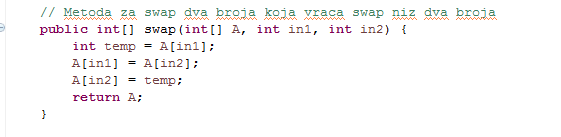 // Metoda za swap dva broja koja vraca swap niz dva broja
public int[] swap(int[] A, int in1, int in2) {
int temp = A[in1];
A[in1] = A[in2];
A[in2] = temp;
return A;
}